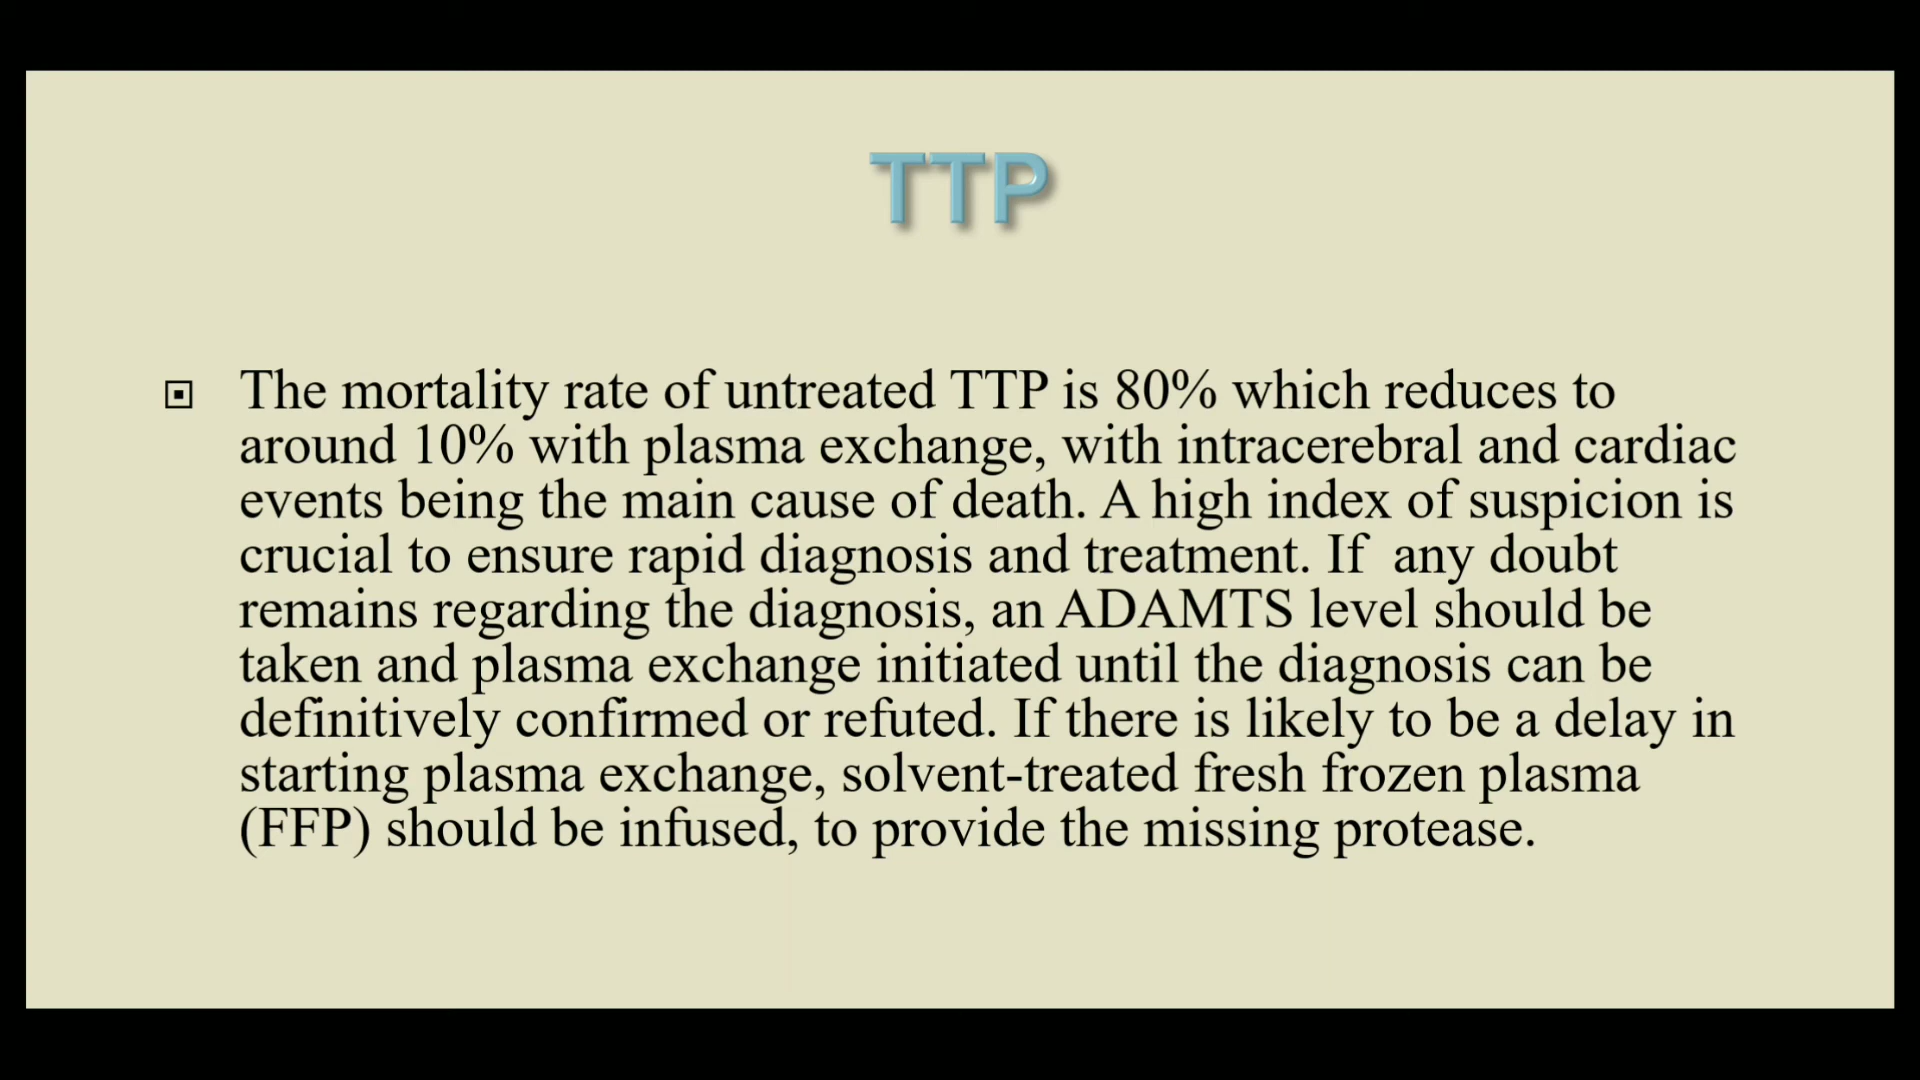 TTP
The mortality rate of untreated TTP is 80% which reduces to
around 10% with plasma exchange, with intracerebral and cardiac
events being the main cause of death. A high index of suspicion is
crucial to ensure rapid diagnosis and treatment. If  any doubt
remains regarding the diagnosis, an ADAMTS level should be
taken and plasma exchange initiated until the diagnosis can be
definitively confirmed or refuted. If there is likely to be a delay in
starting plasma exchange, solvent-treated fresh frozen plasma
(FFP) should be infused, to provide the missing protease.